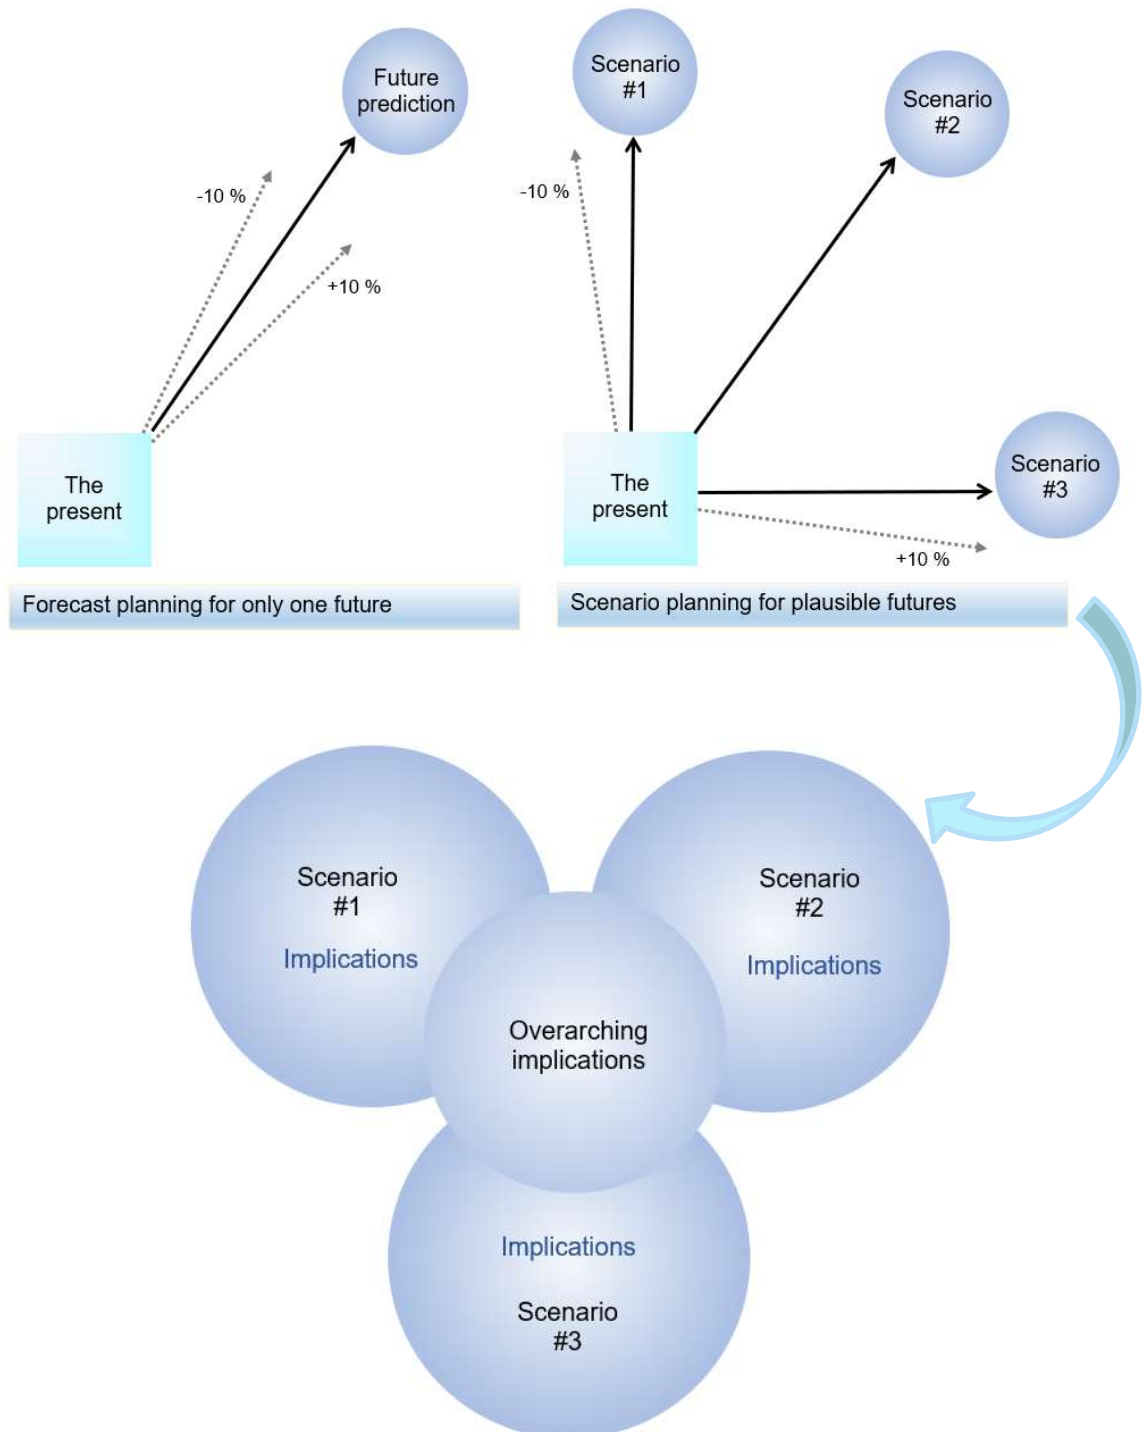 Future
prediction
-10 %
+10 %
The
present
Forecast planning for only one future
Scenario
#1
Scenario
#2
-10 %
Scenario
#3
The
present
+10 %
Scenario planning for plausible futures
Scenario
#1
Implications
Scenario
#2
Implications
Overarching
implications
Implications
Scenario
#3